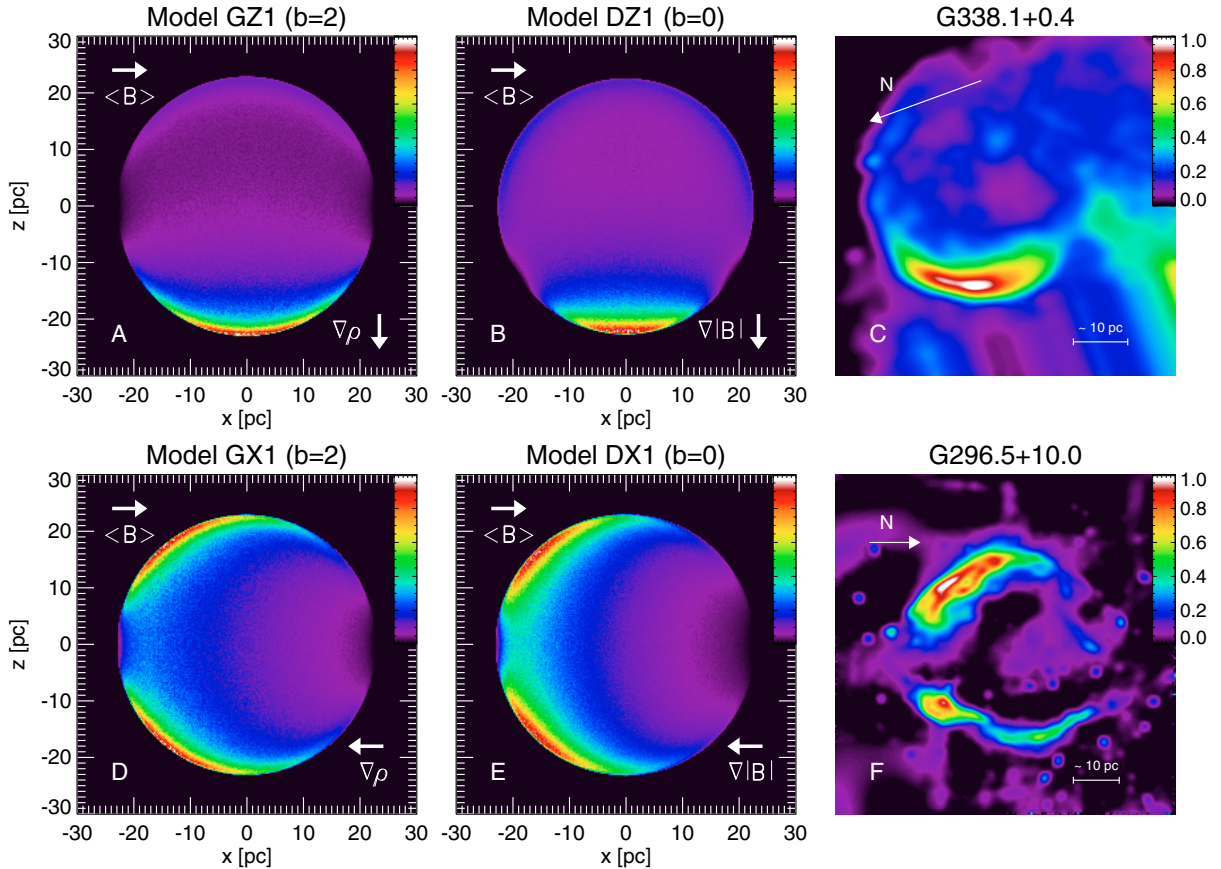 Model GZ1 (b=2)
Model DZ1 (b=0)
G338.1+0.4
30
20
10
0
-10
-20
-30
z [pc]
<B>
A
∇ρ
-30 -20 -10 0 10 20 30
x [pc]
<B>
B
∇|B|
-30 -20 -10 0 10 20 30
x [pc]
N
C
~ 10 pc
1.0
0.8
0.6
0.4
0.2
0.0
Model GX1 (b=2)
Model DX1 (b=0)
G296.5+10.0
30
20
10
0
-10
-20
-30
z [pc]
<B>
D
∇ρ
-30 -20 -10 0 10 20 30
x [pc]
<B>
E
∇|B|
-30 -20 -10 0 10 20 30
x [pc]
N
F
~ 10 pc
1.0
0.8
0.6
0.4
0.2
0.0